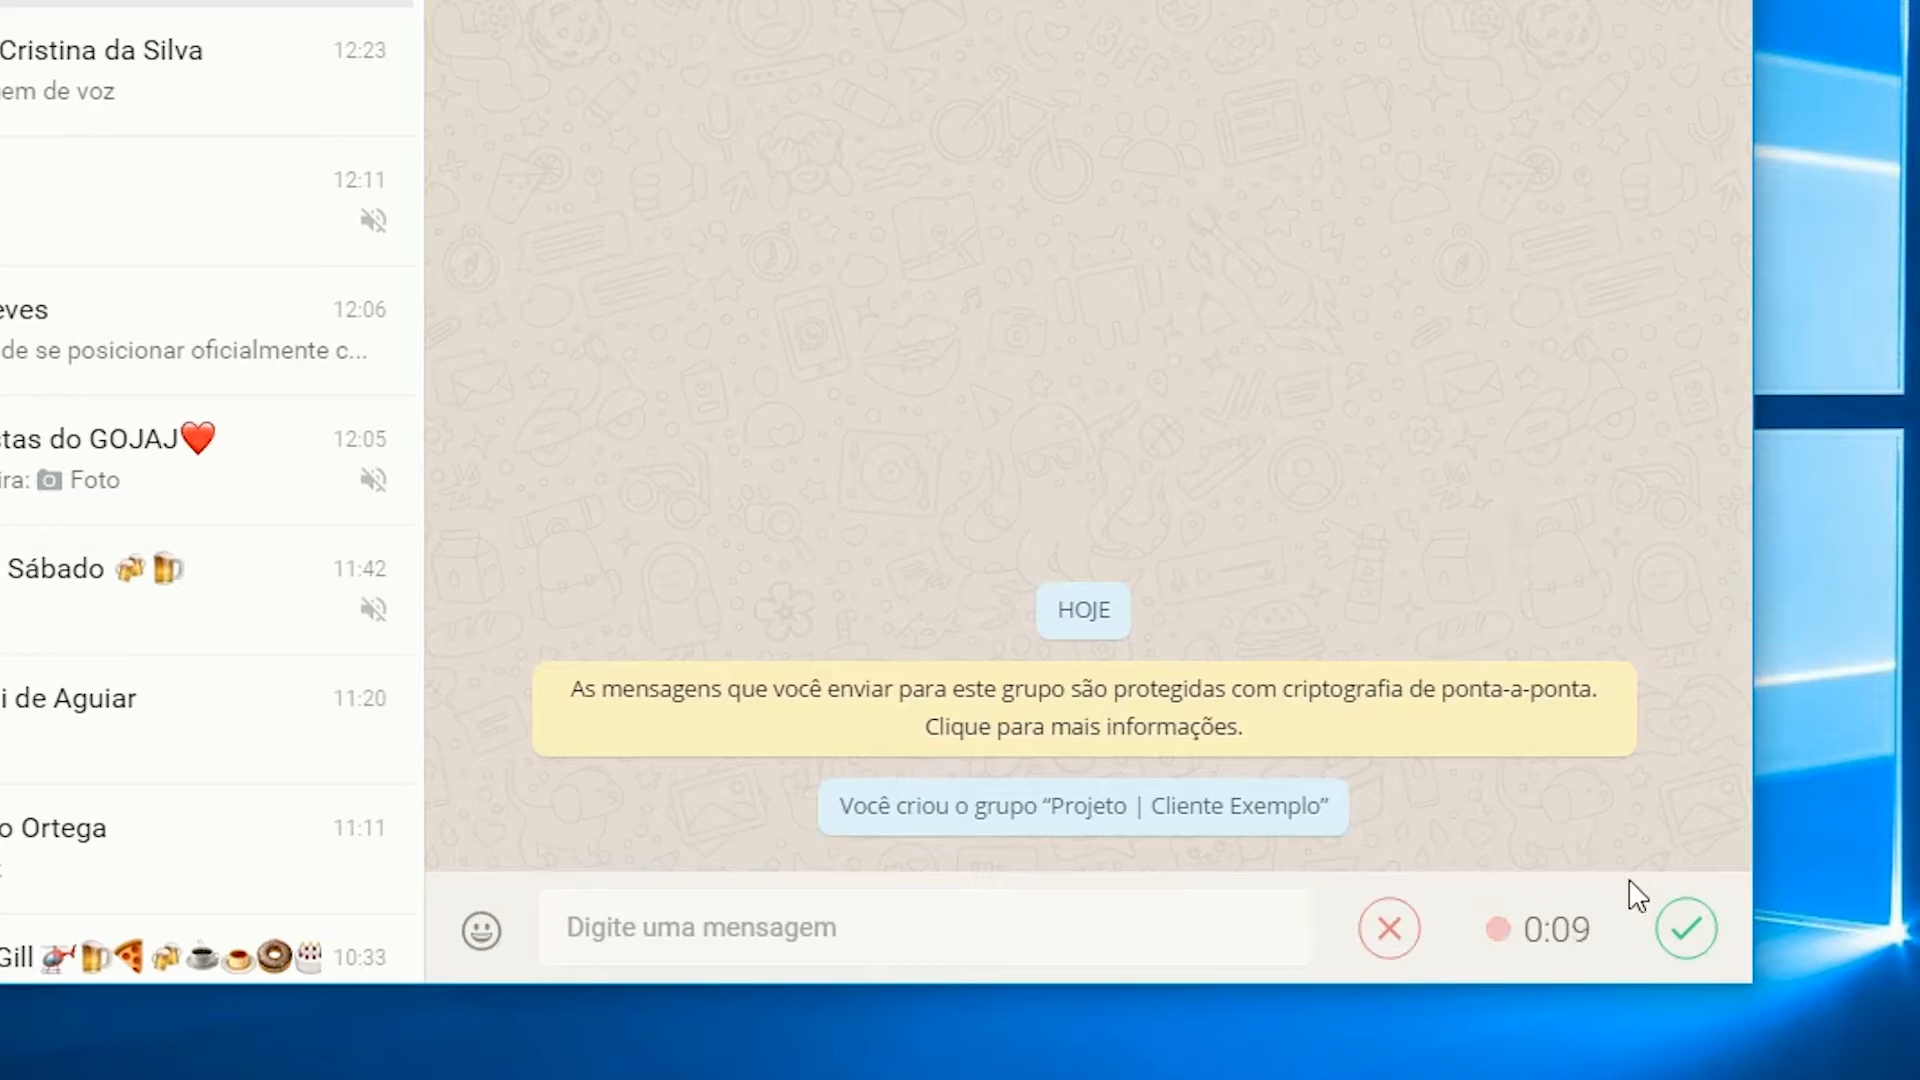 Cristina da Silva 12:23
em de voz
12:11
eves 12:06
de se posicionar oficialmente c...
tas do GOJAJ❤️ 12:05
ira: 📷 Foto
Sábado 🍻🍺 11:42
i de Aguiar 11:20
o Ortega 11:11
Gill 🚁🍺🍕🍻☕🍮🍩🎂 10:33
HOJE
As mensagens que você enviar para este grupo são protegidas com criptografia de ponta-a-ponta.
Clique para mais informações.
Você criou o grupo “Projeto | Cliente Exemplo”
Digite uma mensagem
0:09